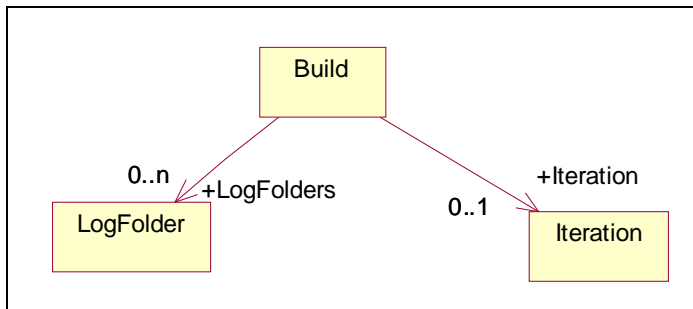 Build
0..n
+LogFolders
+Iteration
0..1
LogFolder
Iteration